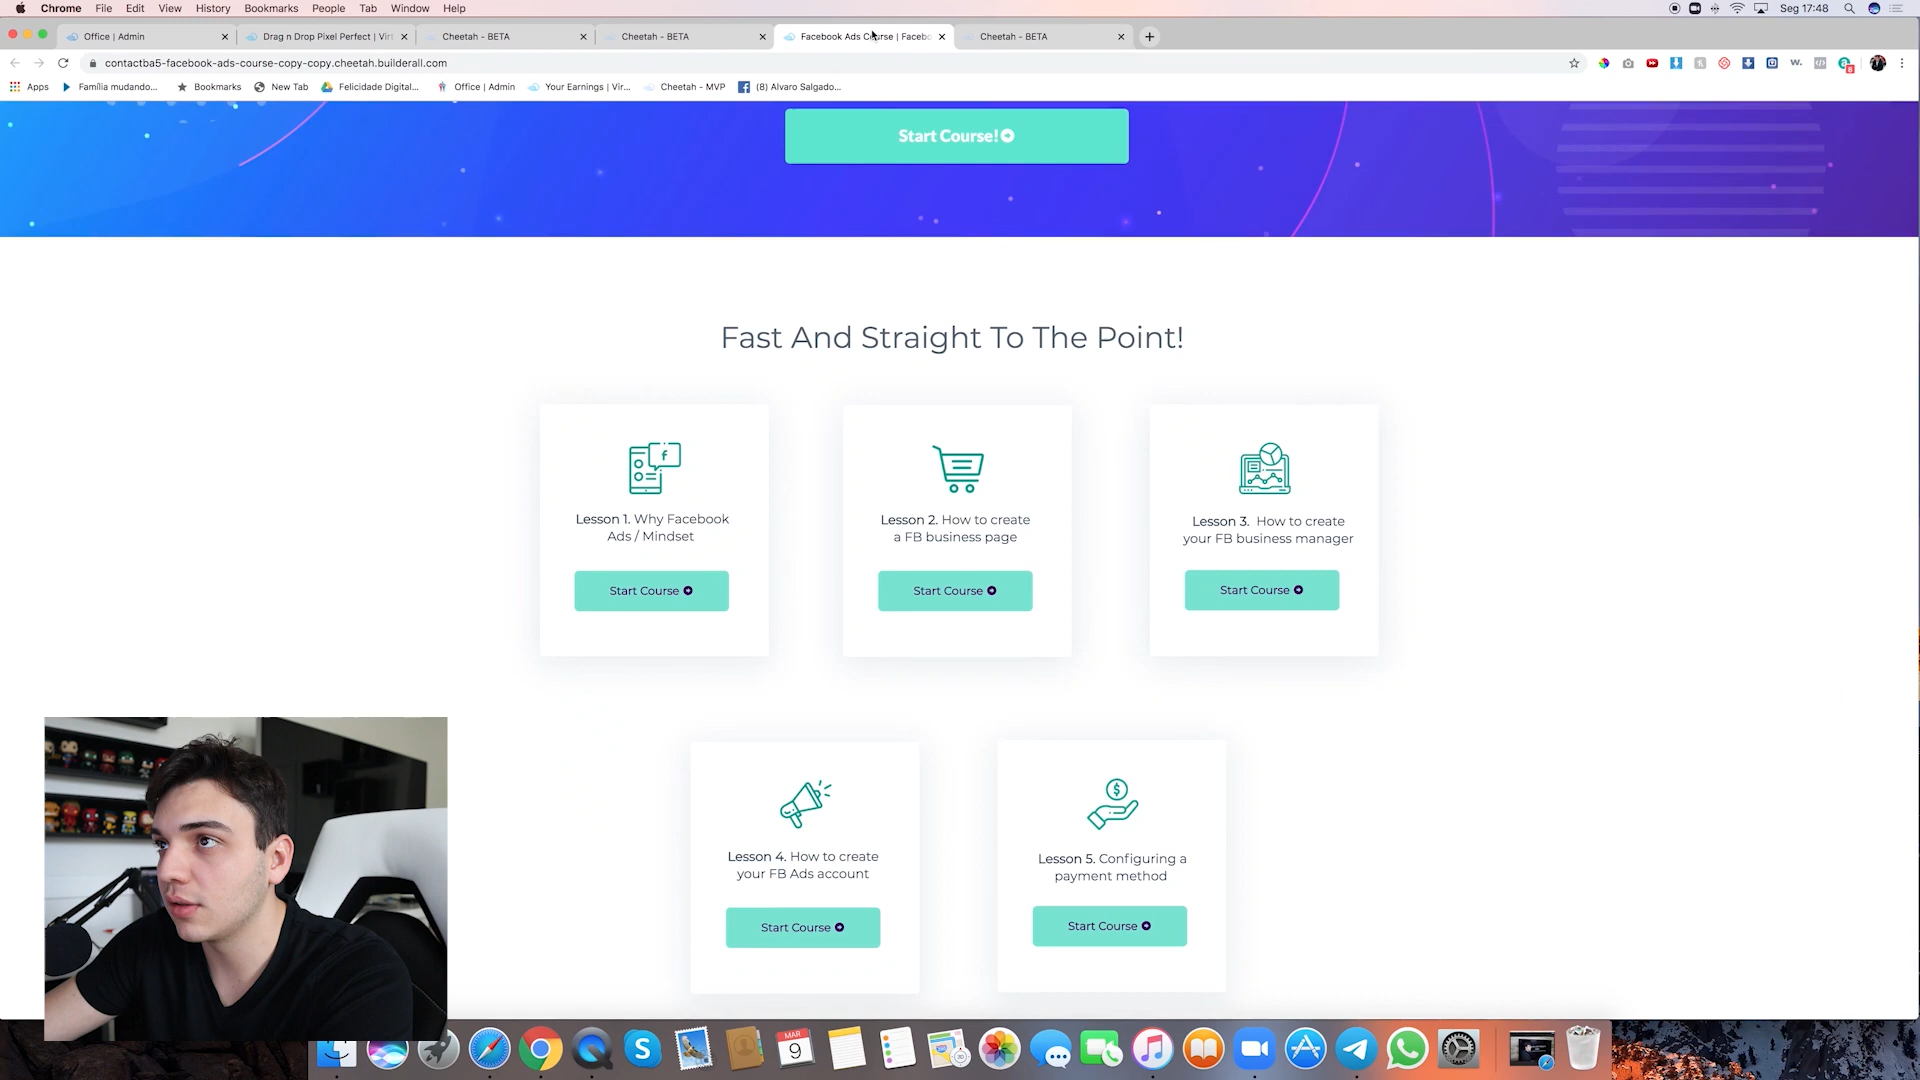 Chrome File Edit View History Bookmarks People Tab Window Help
Seg 17:48
Office | Admin
Drag n Drop Pixel Perfect | Virt
Cheetah - BETA
Cheetah - BETA
Facebook Ads Course | Facebo
Cheetah - BETA
contactba5-facebook-ads-course-copy-copy.cheetah.builderall.com
Apps
Família mudando...
Bookmarks
New Tab
Felicidade Digital...
Office | Admin
Your Earnings | Vir...
Cheetah - MVP
(8) Alvaro Salgado...
Start Course!
Fast And Straight To The Point!
Lesson 1. Why Facebook
Ads / Mindset
Start Course
Lesson 2. How to create
a FB business page
Start Course
Lesson 3. How to create
your FB business manager
Start Course
Lesson 4. How to create
your FB Ads account
Start Course
Lesson 5. Configuring a
payment method
Start Course
MAR
9